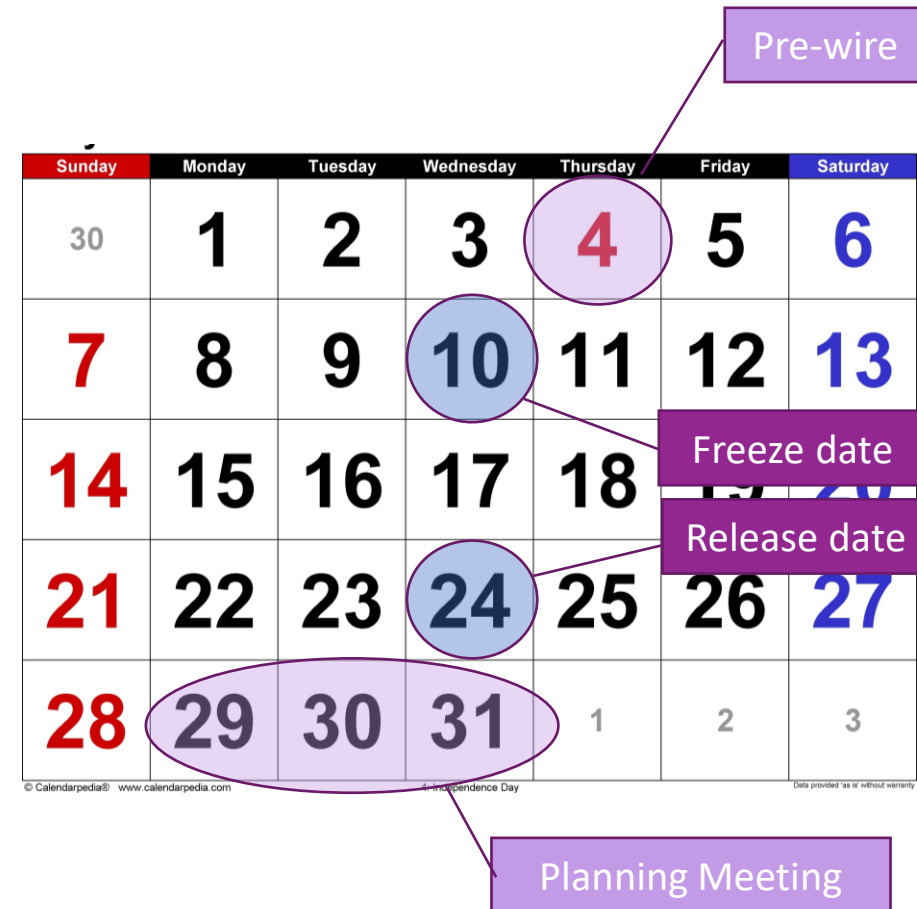 Pre-wire
Sunday Monday Tuesday Wednesday Thursday Friday Saturday
30 1 2 3 4 5 6
7 8 9 10 11 12 13
Freeze date
14 15 16 17 18 19 20
Release date
21 22 23 24 25 26 27
28 29 30 31 1 2 3
© Calendarpedia® www.calendarpedia.com 4: Independence Day Data provided 'as is' without warranty
Planning Meeting